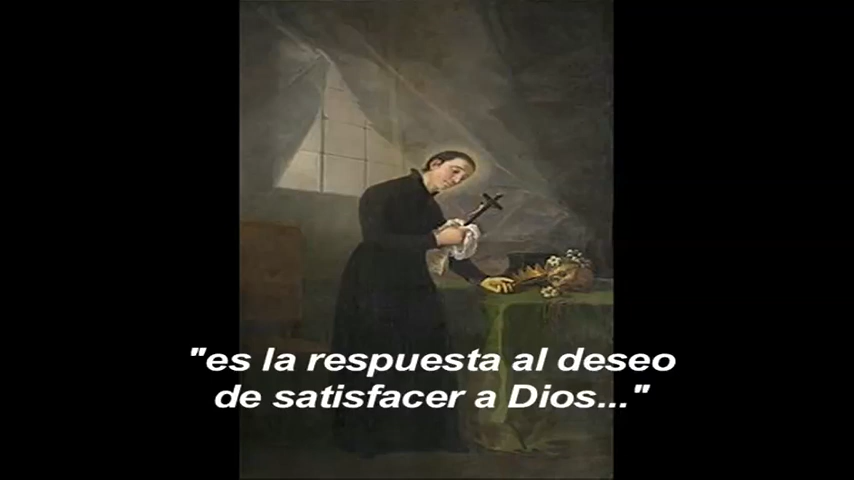 "es la respuesta al deseo
de satisfacer a Dios..."